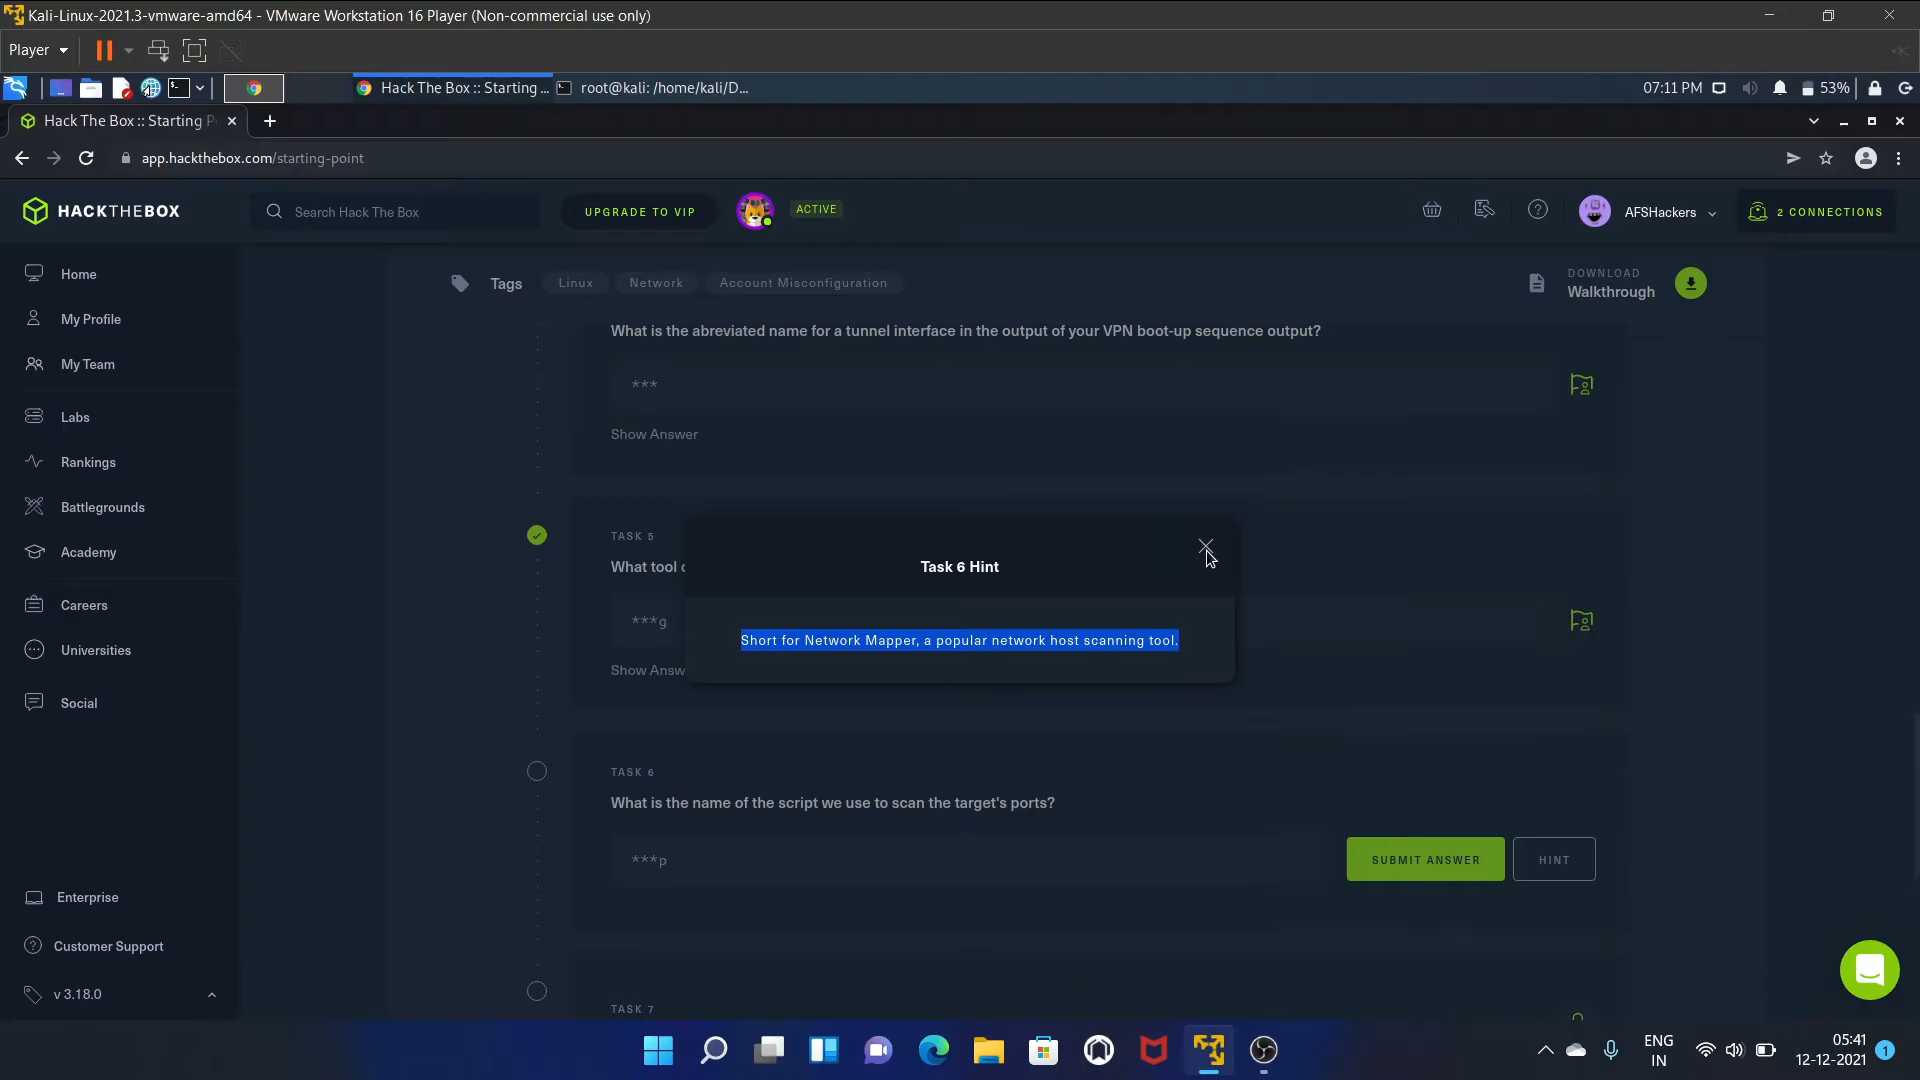 Kali-Linux-2021.3-vmware-amd64 - VMware Workstation 16 Player (Non-commercial use only)
Player
Hack The Box :: Starting ...
root@kali: /home/kali/D...
07:11 PM
53%
Hack The Box :: Starting P
app.hackthebox.com/starting-point
HACKTHEBOX
Search Hack The Box
UPGRADE TO VIP
ACTIVE
AFSHackers
2 CONNECTIONS
Home
My Profile
My Team
Labs
Rankings
Battlegrounds
Academy
Careers
Universities
Social
Enterprise
Customer Support
v 3.18.0
Tags
Linux
Network
Account Misconfiguration
DOWNLOAD
Walkthrough
What is the abreviated name for a tunnel interface in the output of your VPN boot-up sequence output?
***
Show Answer
TASK 5
What tool
***g
Show Answ
Task 6 Hint
Short for Network Mapper, a popular network host scanning tool.
TASK 6
What is the name of the script we use to scan the target's ports?
***p
SUBMIT ANSWER
HINT
TASK 7
ENG
IN
05:41
12-12-2021
1